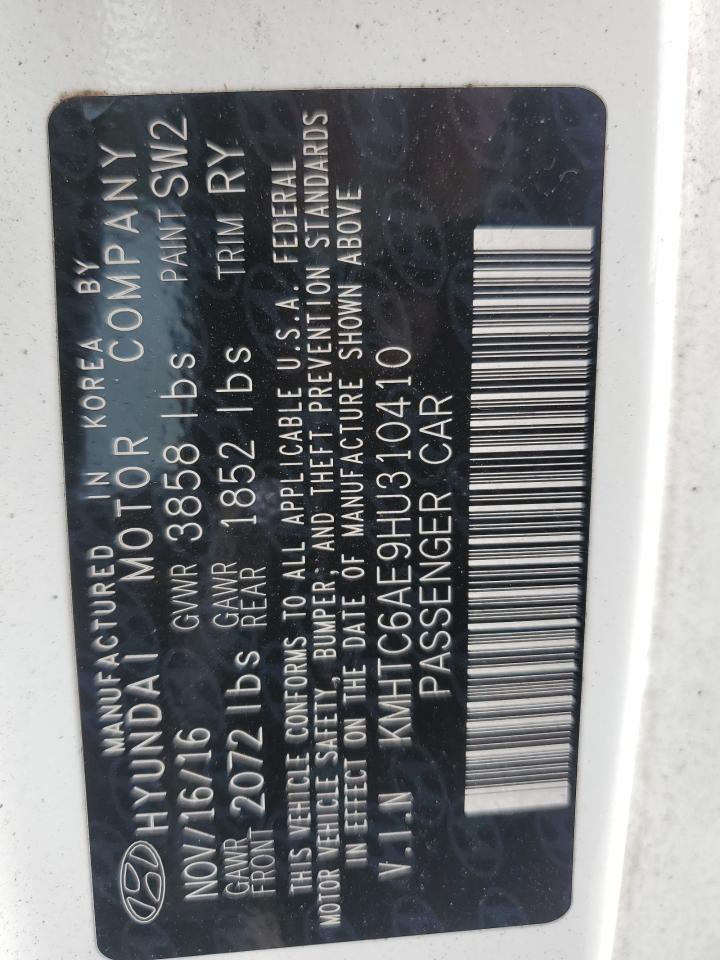 MANUFACTURED IN KOREA BY
HYUNDAI MOTOR COMPANY
NOV/16/16 GVWR 3858 lbs PAINT SW2
GAWR FRONT 2072 lbs GAWR REAR 1852 lbs TRIM RY
THIS VEHICLE CONFORMS TO ALL APPLICABLE U.S.A. FEDERAL
MOTOR VEHICLE SAFETY, BUMPER, AND THEFT PREVENTION STANDARDS
IN EFFECT ON THE DATE OF MANUFACTURE SHOWN ABOVE
V.I.N KMHTC6AE9HU310410
PASSENGER CAR